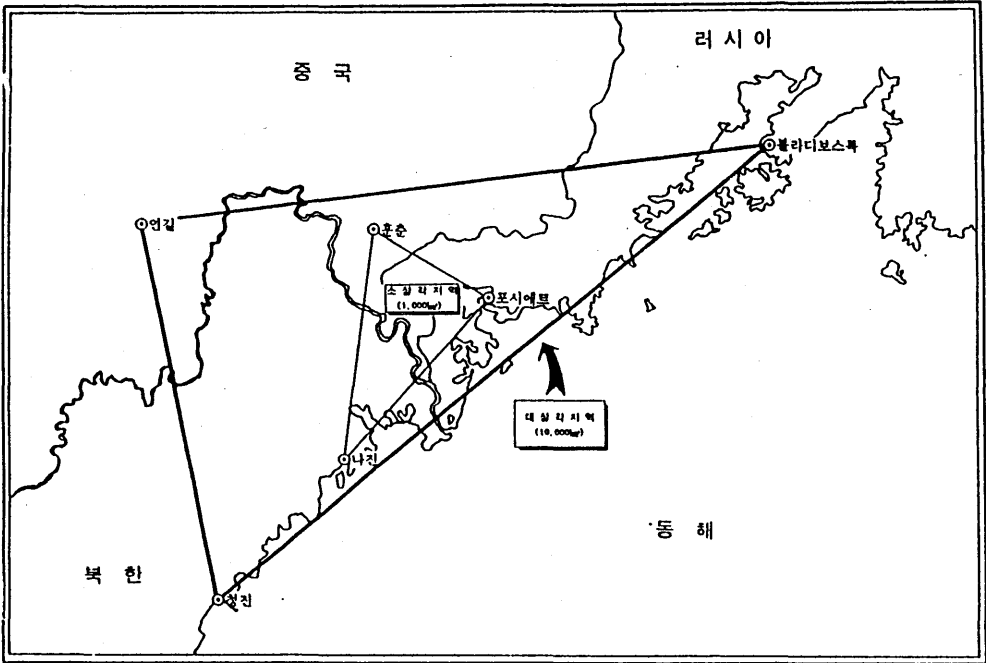 러시아
중국
블라디보스톡
연길
훈춘
소삼각지역
(1,000㎢)
포시에트
대삼각지역
(10,000㎢)
나진
동해
북한
청진